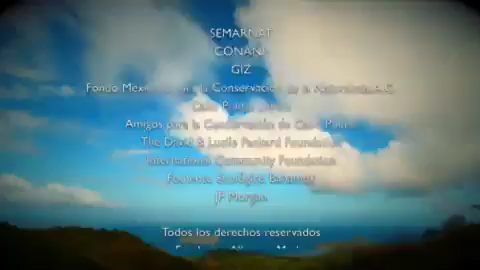 SEMARNAT
CONANP
GIZ
Fondo Mexicano para la Conservación de la Naturaleza
Amigos para la Conservación de Cabo Pulmo
The David & Lucile Packard Foundation
International Community Foundation
Fomento Ecológico Banamex
JP Morgan
Todos los derechos reservados